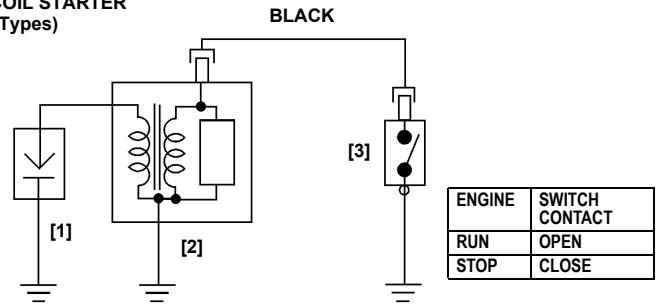 COIL STARTER
Types)
BLACK
[1]
[2]
[3]
ENGINE SWITCH CONTACT
RUN OPEN
STOP CLOSE